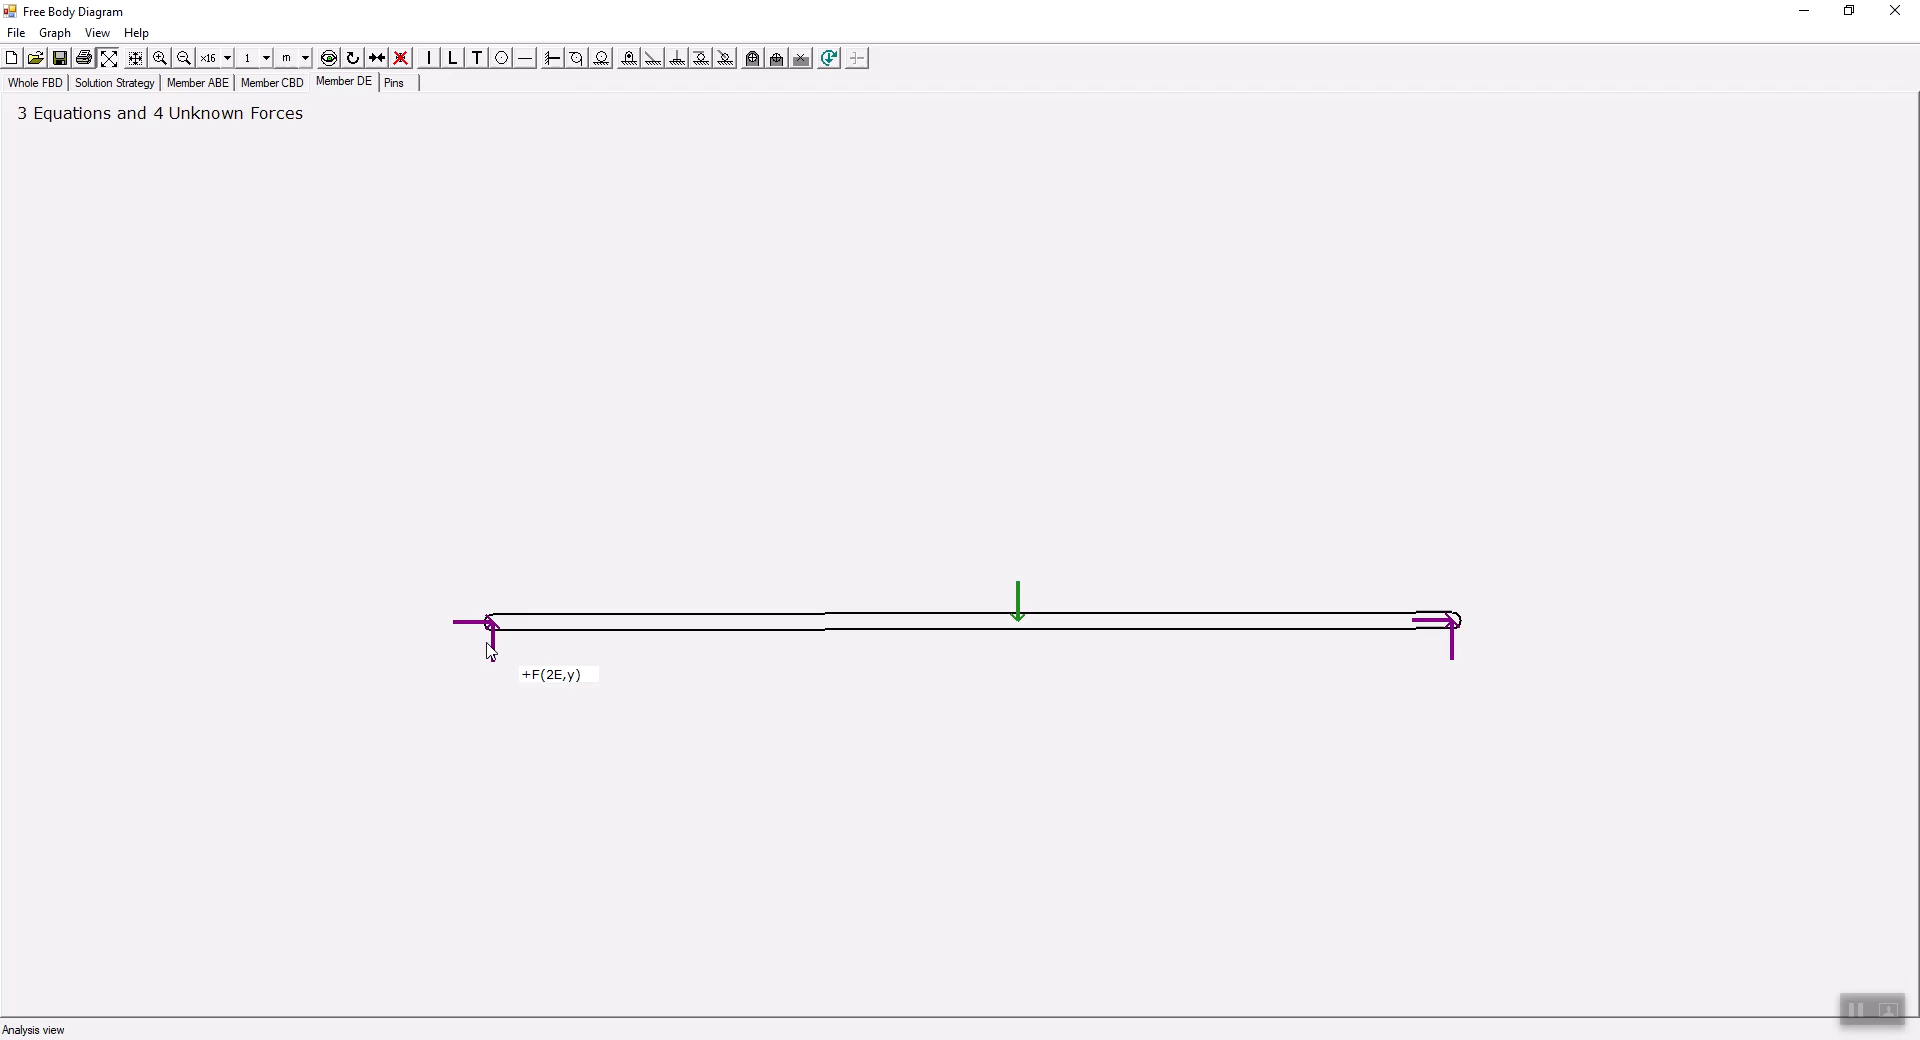 Free Body Diagram
File Graph View Help
×16 1 m
Whole FBD Solution Strategy Member ABE Member CBD Member DE Pins
3 Equations and 4 Unknown Forces
+F(2E,y)
Analysis view